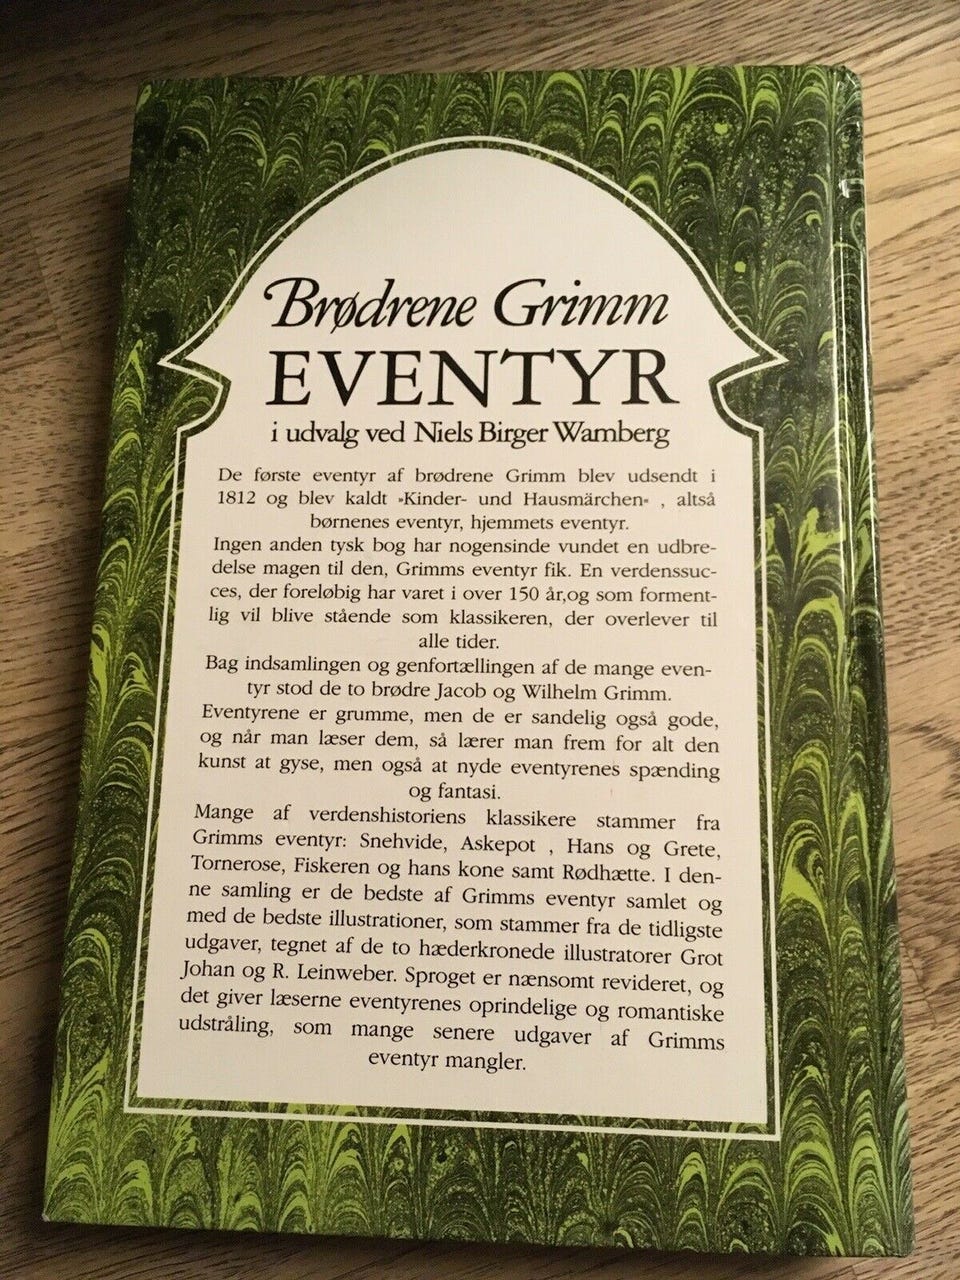 Brødrene Grimm
EVENTYR
i udvalg ved Niels Birger Wamberg
De første eventyr af brødrene Grimm blev udsendt i
1812 og blev kaldt »Kinder- und Hausmärchen« , altså
børnenes eventyr, hjemmets eventyr.
Ingen anden tysk bog har nogensinde vundet en udbre-
delse magen til den, Grimms eventyr fik. En verdenssuc-
ces, der foreløbig har varet i over 150 år,og som forment-
lig vil blive stående som klassikeren, der overlever til
alle tider.
Bag indsamlingen og genfortællingen af de mange even-
tyr stod de to brødre Jacob og Wilhelm Grimm.
Eventyrene er grumme, men de er sandelig også gode,
og når man læser dem, så lærer man frem for alt den
kunst at gyse, men også at nyde eventyrenes spænding
og fantasi.
Mange af verdenshistoriens klassikere stammer fra
Grimms eventyr: Snehvide, Askepot , Hans og Grete,
Tornerose, Fiskeren og hans kone samt Rødhætte. I den-
ne samling er de bedste af Grimms eventyr samlet og
med de bedste illustrationer, som stammer fra de tidligste
udgaver, tegnet af de to hæderkronede illustratorer Grot
Johan og R. Leinweber. Sproget er nænsomt revideret, og
det giver læserne eventyrenes oprindelige og romantiske
udstråling, som mange senere udgaver af Grimms
eventyr mangler.